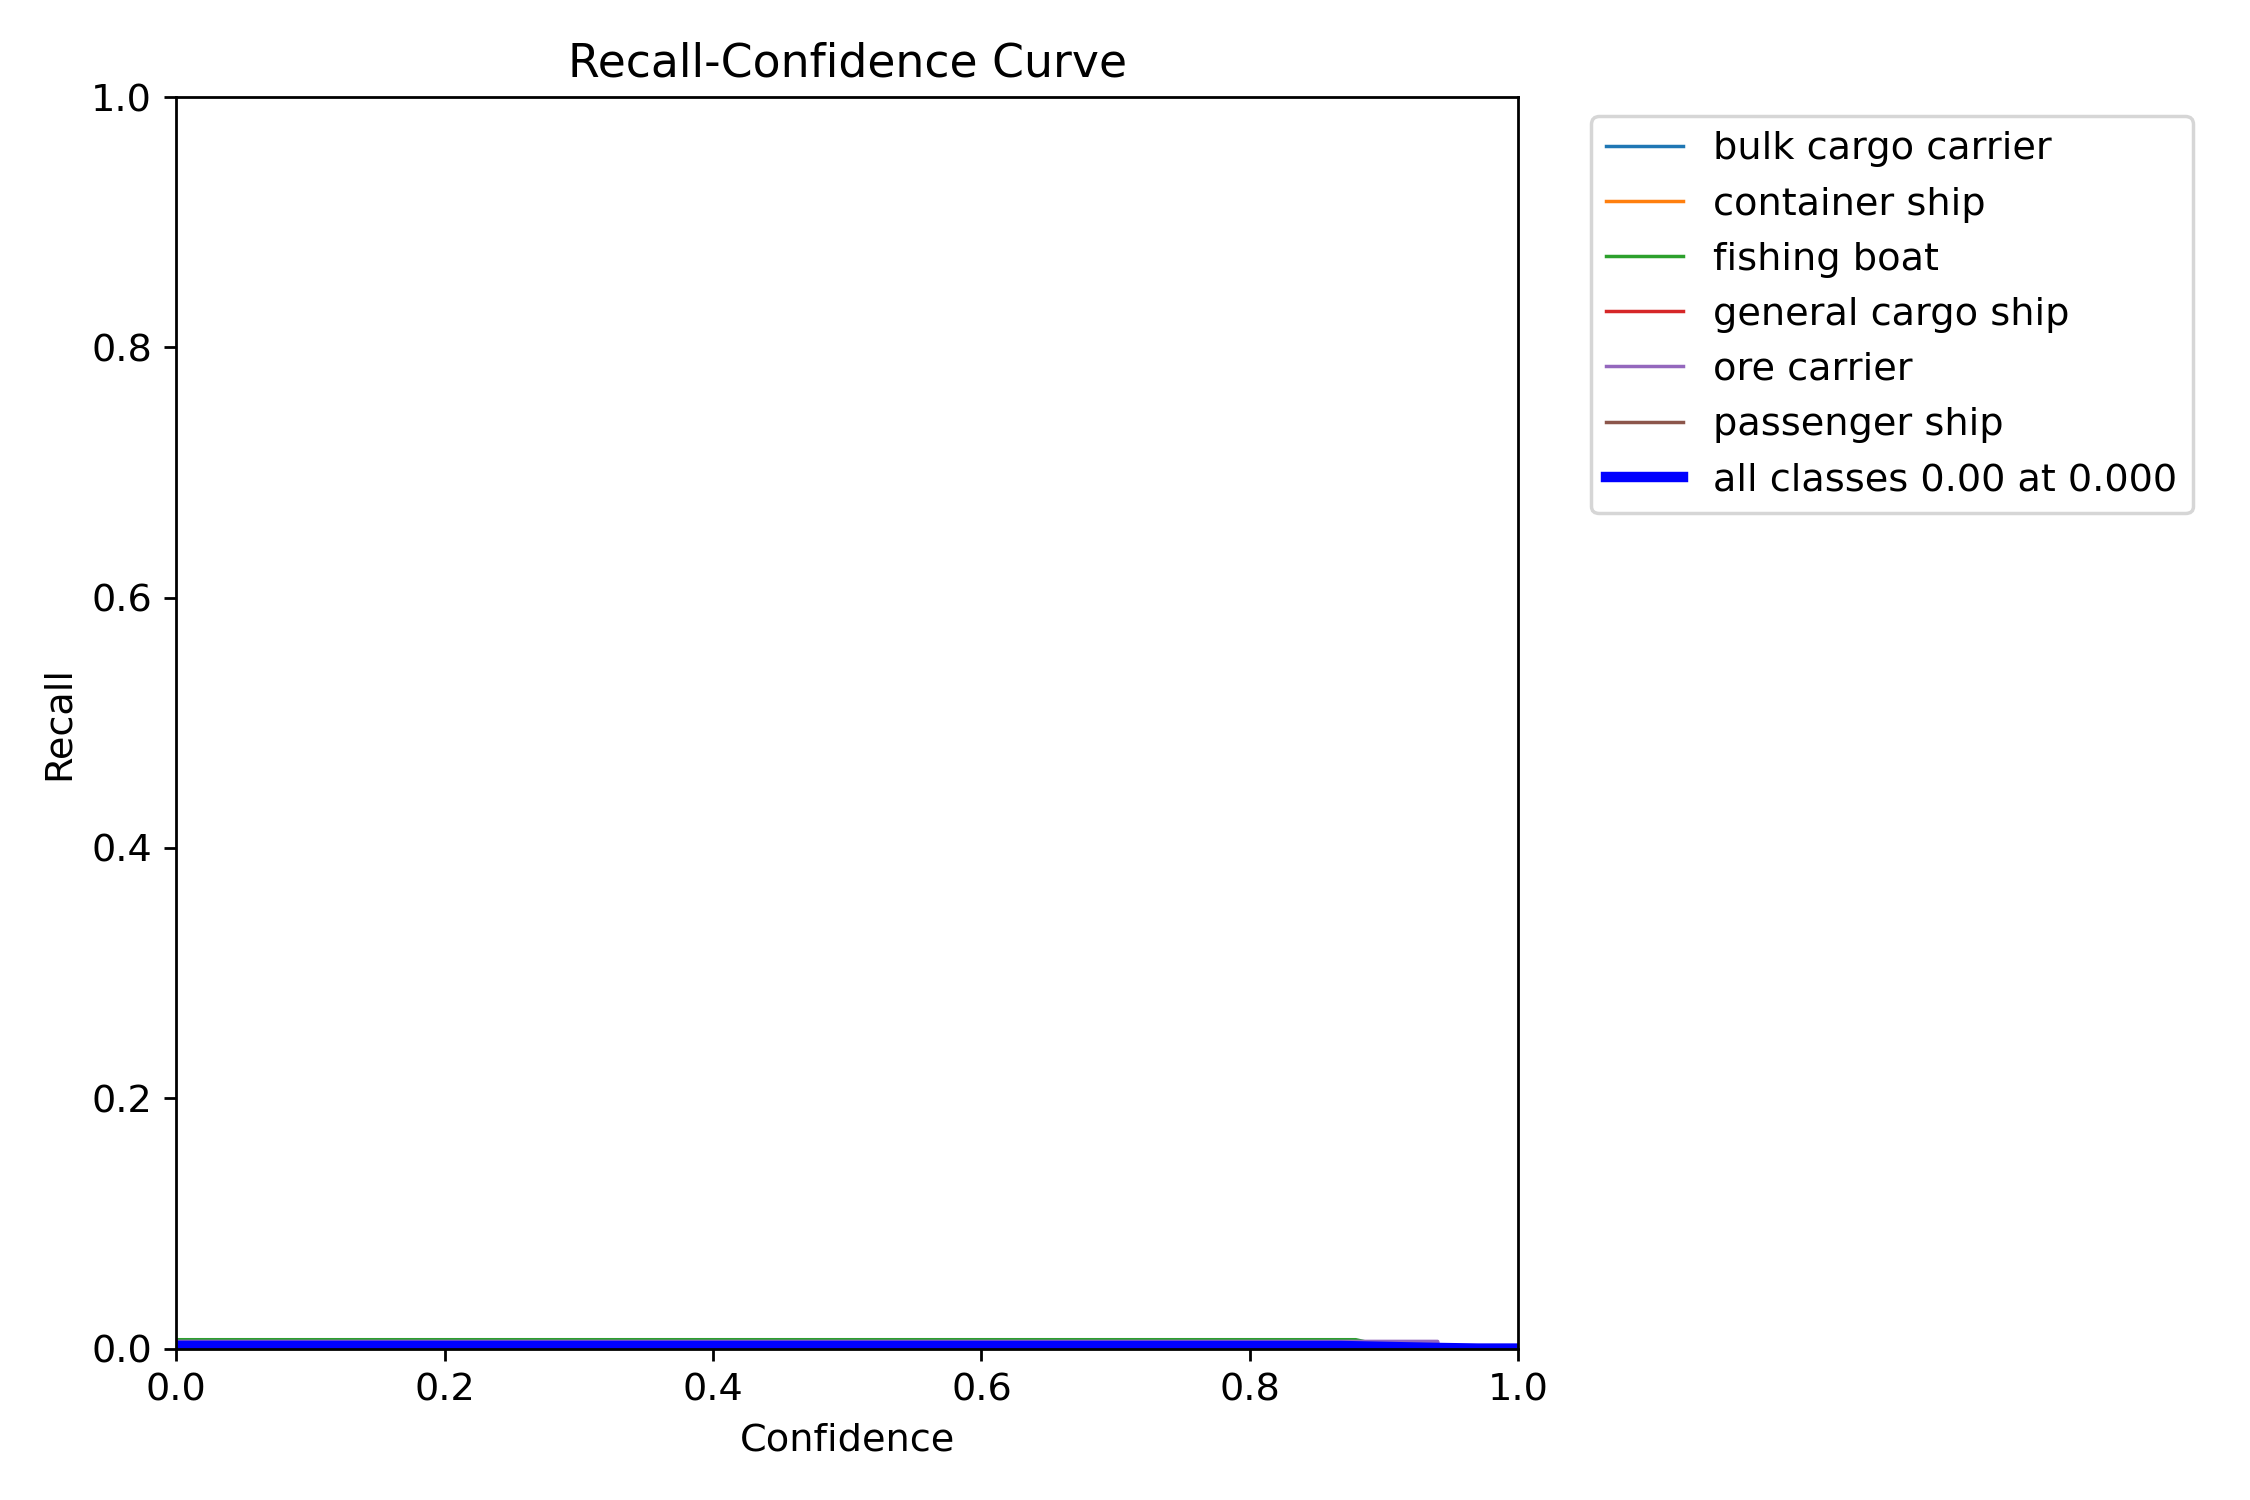 Recall-Confidence Curve
1.0
0.8
0.6
0.4
0.2
0.0
Recall
0.0 0.2 0.4 0.6 0.8 1.0
Confidence
bulk cargo carrier
container ship
fishing boat
general cargo ship
ore carrier
passenger ship
all classes 0.00 at 0.000